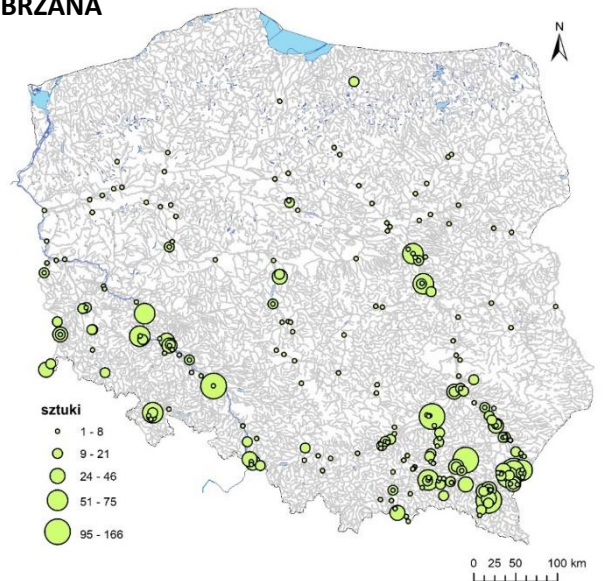 BRZANA
N
sztuki
1 - 8
9 - 21
24 - 46
51 - 75
95 - 166
0 25 50 100 km